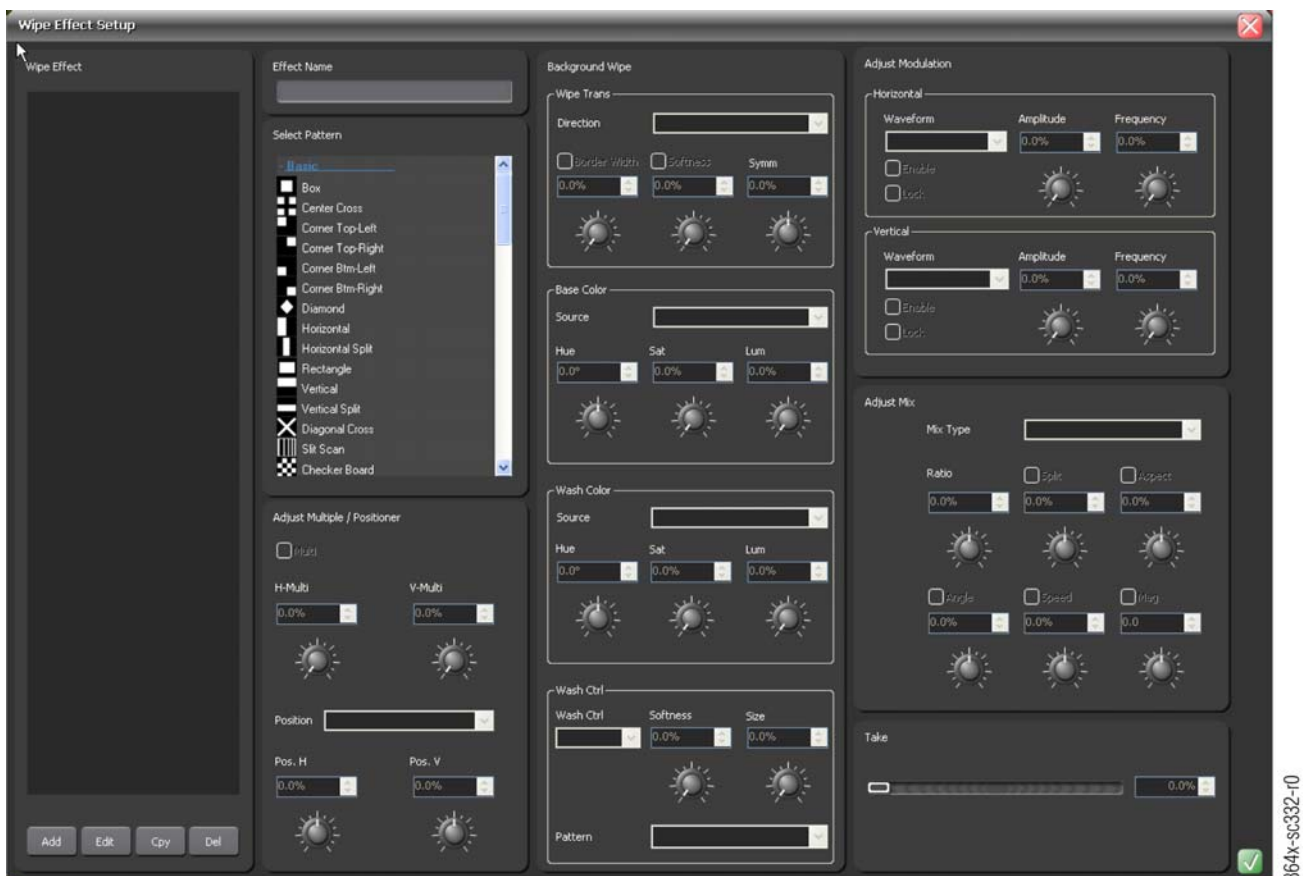 Wipe Effect Setup
Wipe Effect
Add Edit Cpy Del
Effect Name
Select Pattern
- Basic
Box
Center Cross
Corner Top-Left
Corner Top-Right
Corner Btm-Left
Corner Btm-Right
Diamond
Horizontal
Horizontal Split
Rectangle
Vertical
Vertical Split
Diagonal Cross
Slit Scan
Checker Board
Adjust Multiple / Positioner
Multi
H-Multi V-Multi
0.0% 0.0%
Position
Pos. H Pos. V
0.0% 0.0%
Background Wipe
Wipe Trans
Direction
Border Width Softness Symm
0.0% 0.0% 0.0%
Base Color
Source
Hue Sat Lum
0.0° 0.0% 0.0%
Wash Color
Source
Hue Sat Lum
0.0° 0.0% 0.0%
Wash Ctrl
Wash Ctrl Softness Size
0.0% 0.0%
Pattern
Adjust Modulation
Horizontal
Waveform Amplitude Frequency
0.0% 0.0%
Enable
Lock
Vertical
Waveform Amplitude Frequency
0.0% 0.0%
Enable
Lock
Adjust Mix
Mix Type
Ratio Split Aspect
0.0% 0.0% 0.0%
Angle Speed Mag
0.0% 0.0% 0.0
Take
0.0%